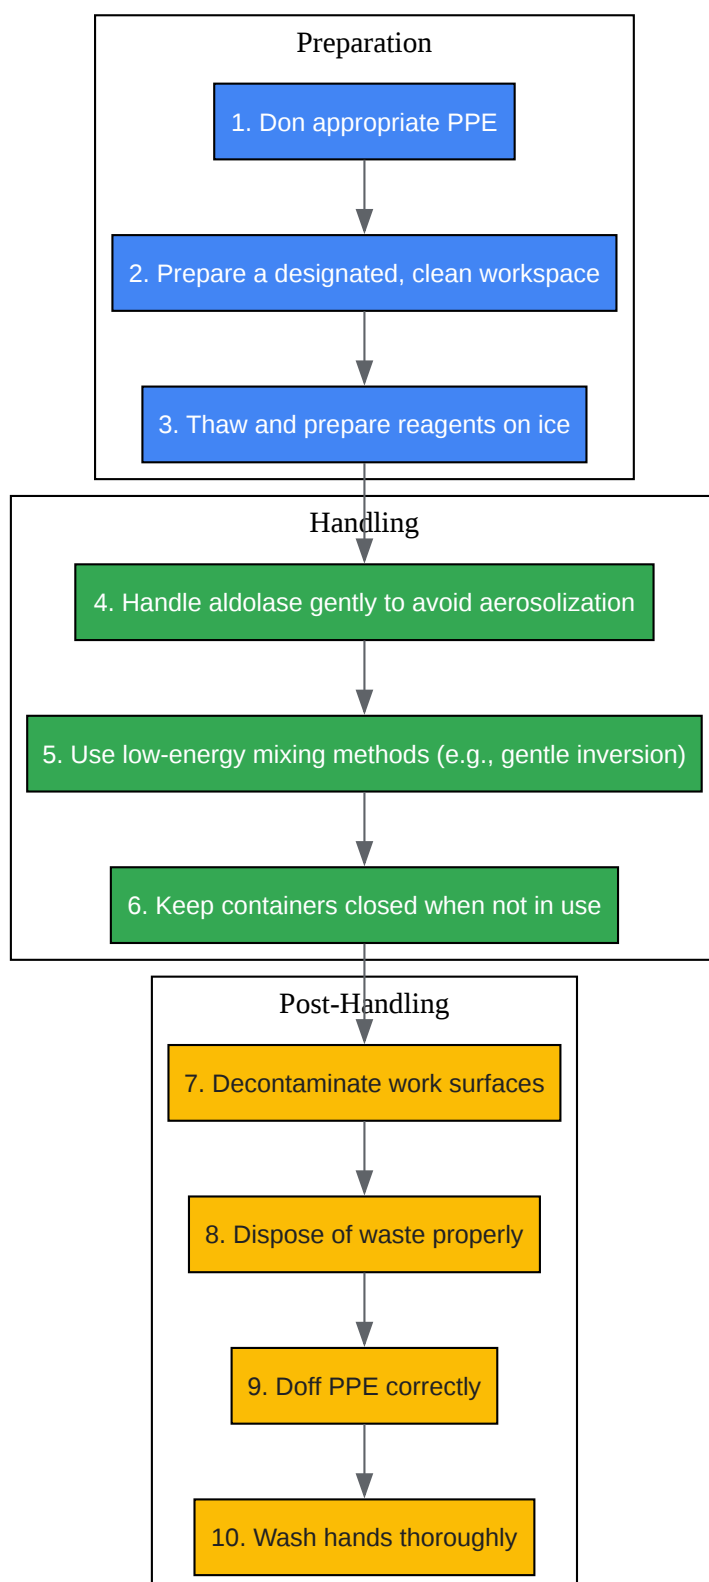 Preparation
1. Don appropriate PPE
2. Prepare a designated, clean workspace
3. Thaw and prepare reagents on ice
Handling
4. Handle aldolase gently to avoid aerosolization
5. Use low-energy mixing methods (e.g., gentle inversion)
6. Keep containers closed when not in use
Post-Handling
7. Decontaminate work surfaces
8. Dispose of waste properly
9. Doff PPE correctly
10. Wash hands thoroughly